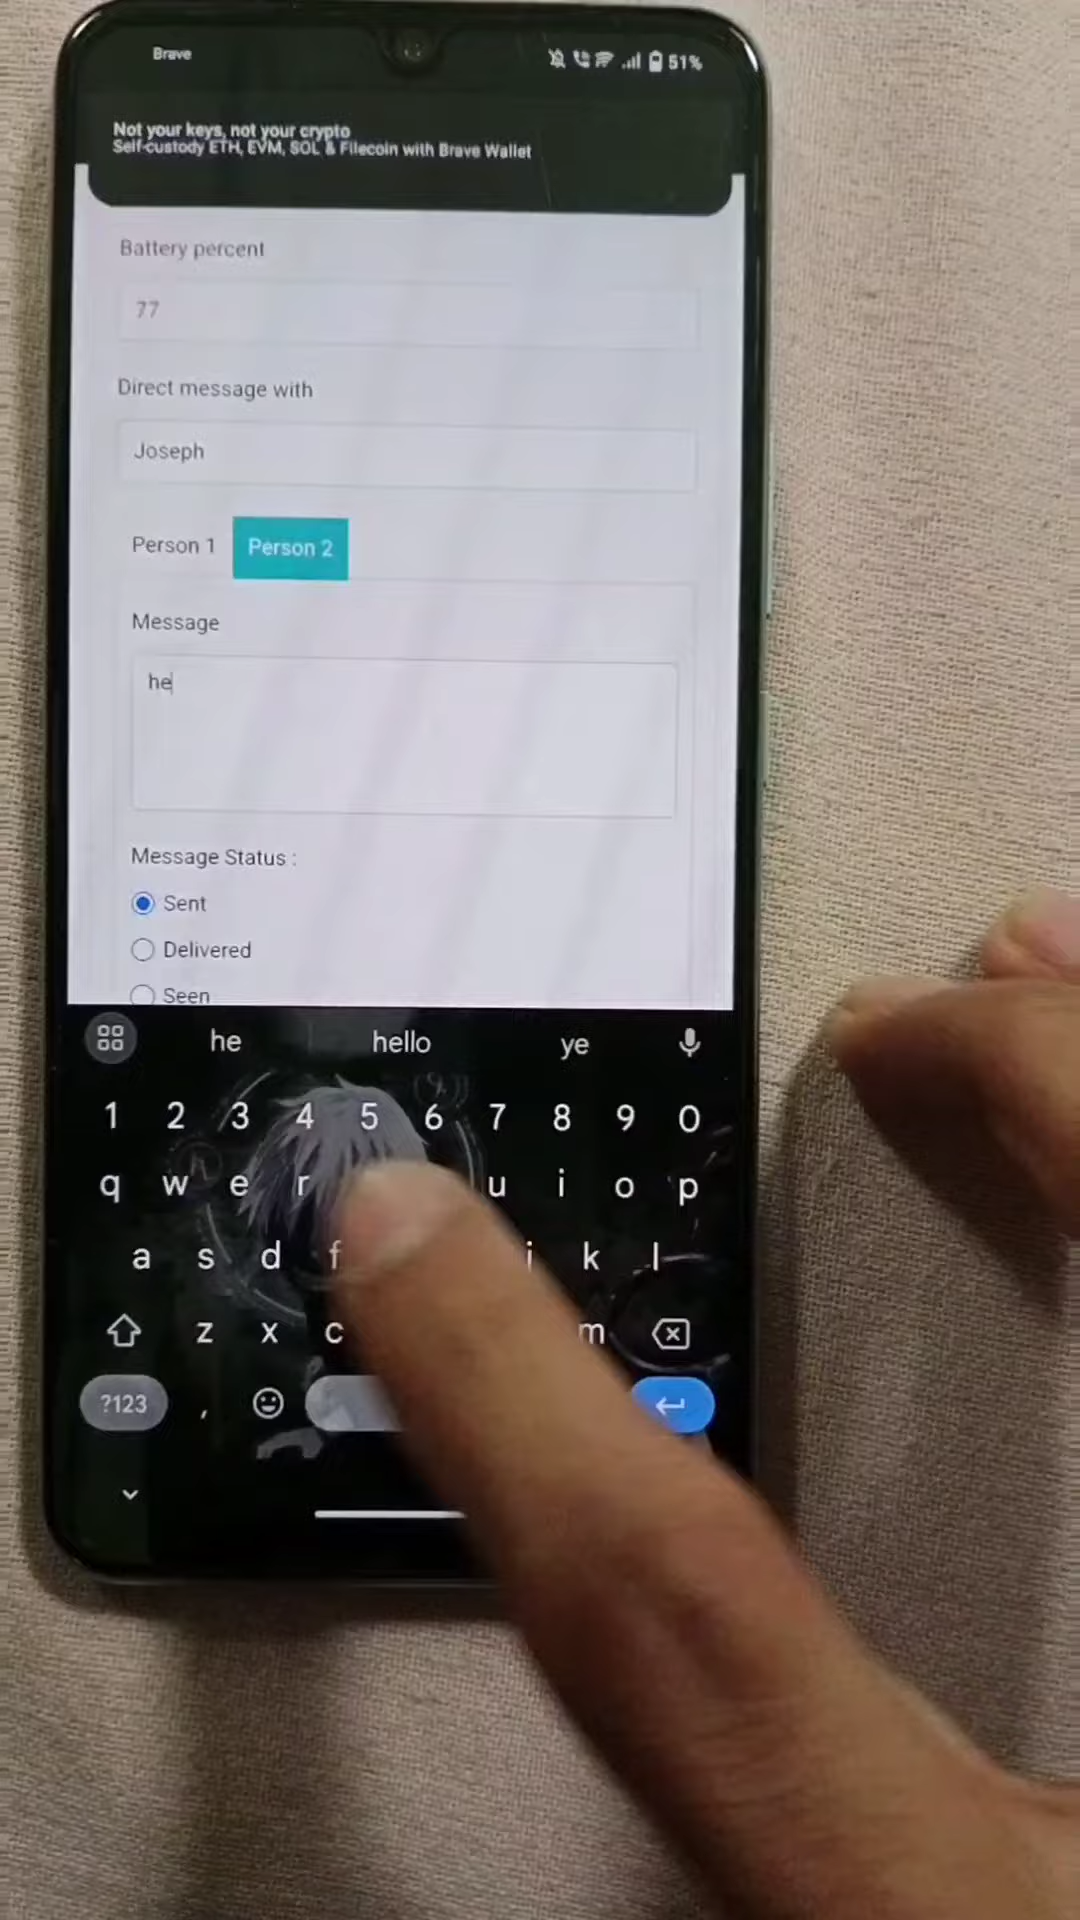 Brave
51%
Not your keys, not your crypto
Self-custody ETH, EVM, SOL & Filecoin with Brave Wallet
Battery percent
77
Direct message with
Joseph
Person 1 Person 2
Message
he
Message Status :
Sent
Delivered
Seen
he hello ye
1 2 3 4 5 6 7 8 9 0
q w e r u i o p
a s d f j k l
z x c m
?123 ,